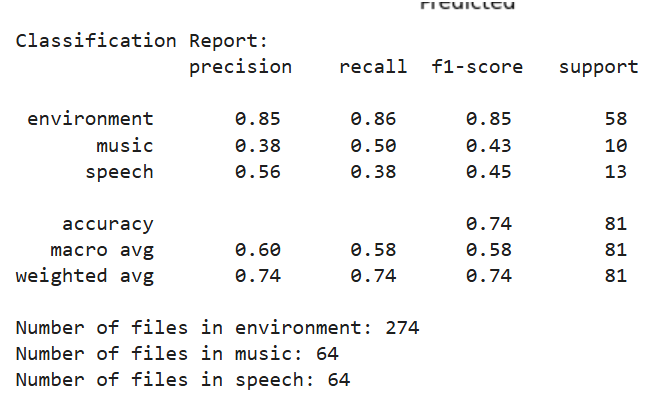 Predicted
Classification Report:
precision recall f1-score support
environment 0.85 0.86 0.85 58
music 0.38 0.50 0.43 10
speech 0.56 0.38 0.45 13
accuracy 0.74 81
macro avg 0.60 0.58 0.58 81
weighted avg 0.74 0.74 0.74 81
Number of files in environment: 274
Number of files in music: 64
Number of files in speech: 64